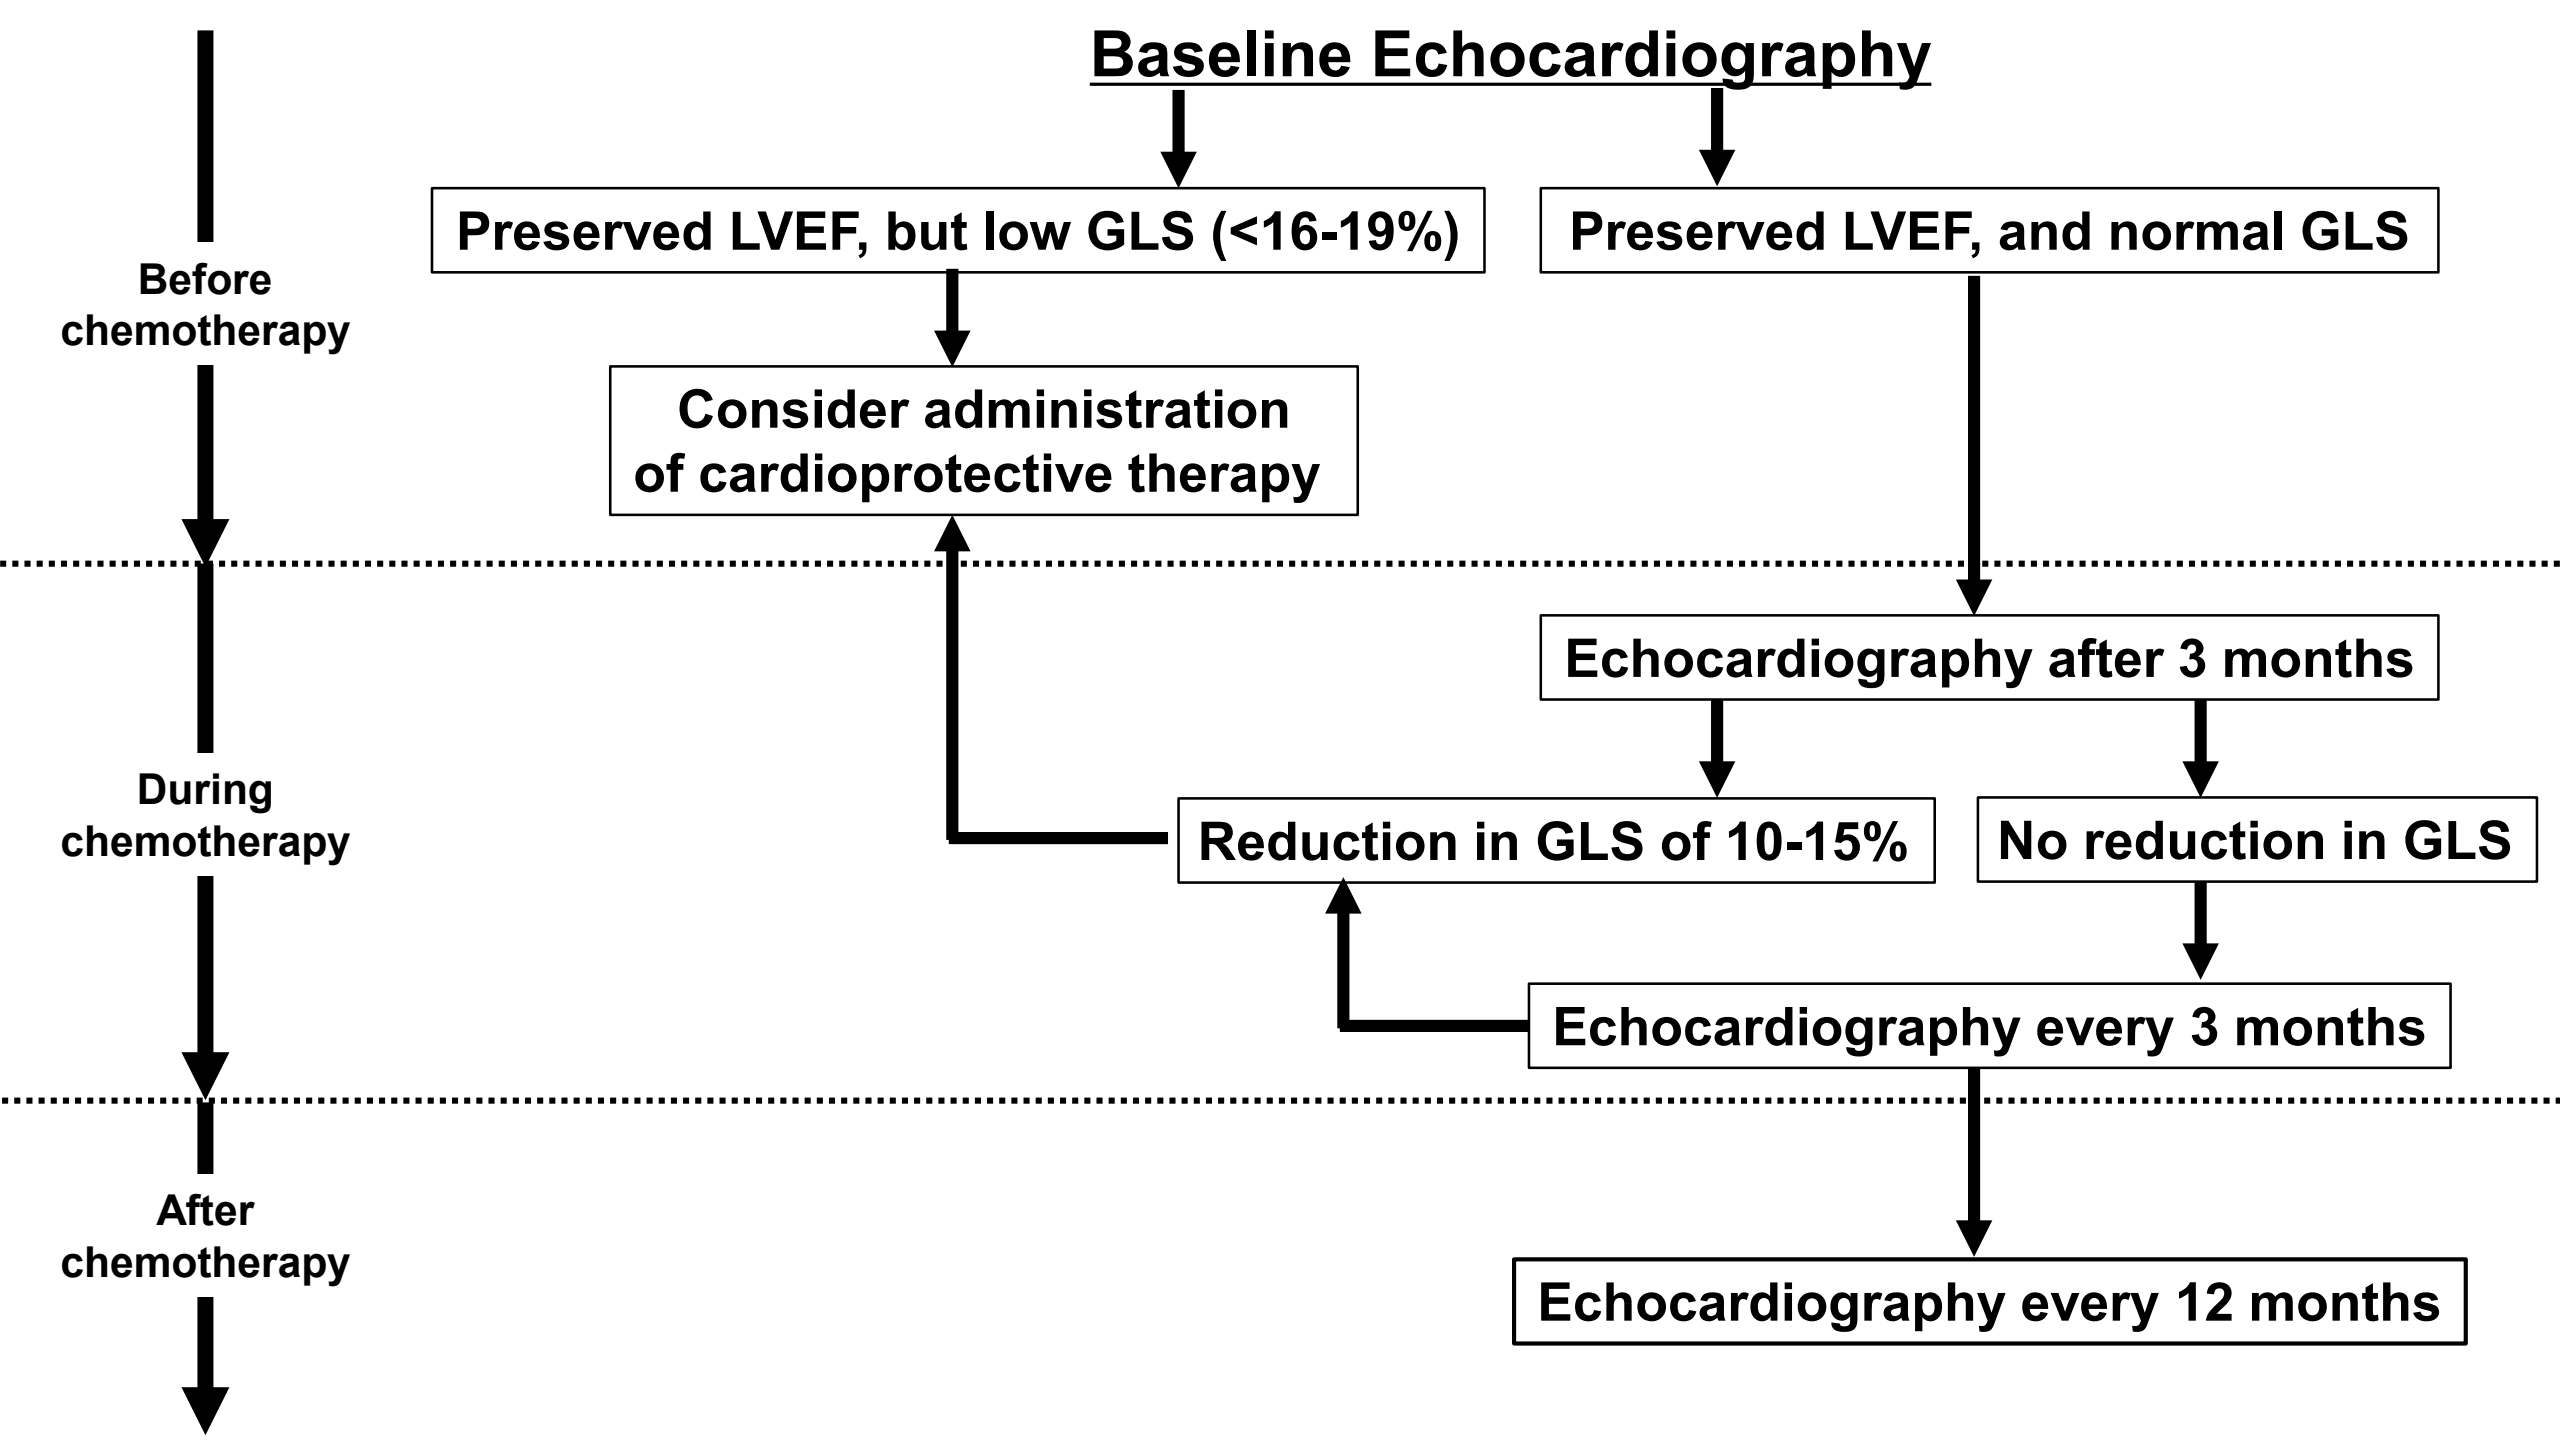 Baseline Echocardiography
Preserved LVEF, but low GLS (<16-19%)
Preserved LVEF, and normal GLS
Before
chemotherapy
Consider administration
of cardioprotective therapy
Echocardiography after 3 months
During
chemotherapy
Reduction in GLS of 10-15%
No reduction in GLS
Echocardiography every 3 months
After
chemotherapy
Echocardiography every 12 months